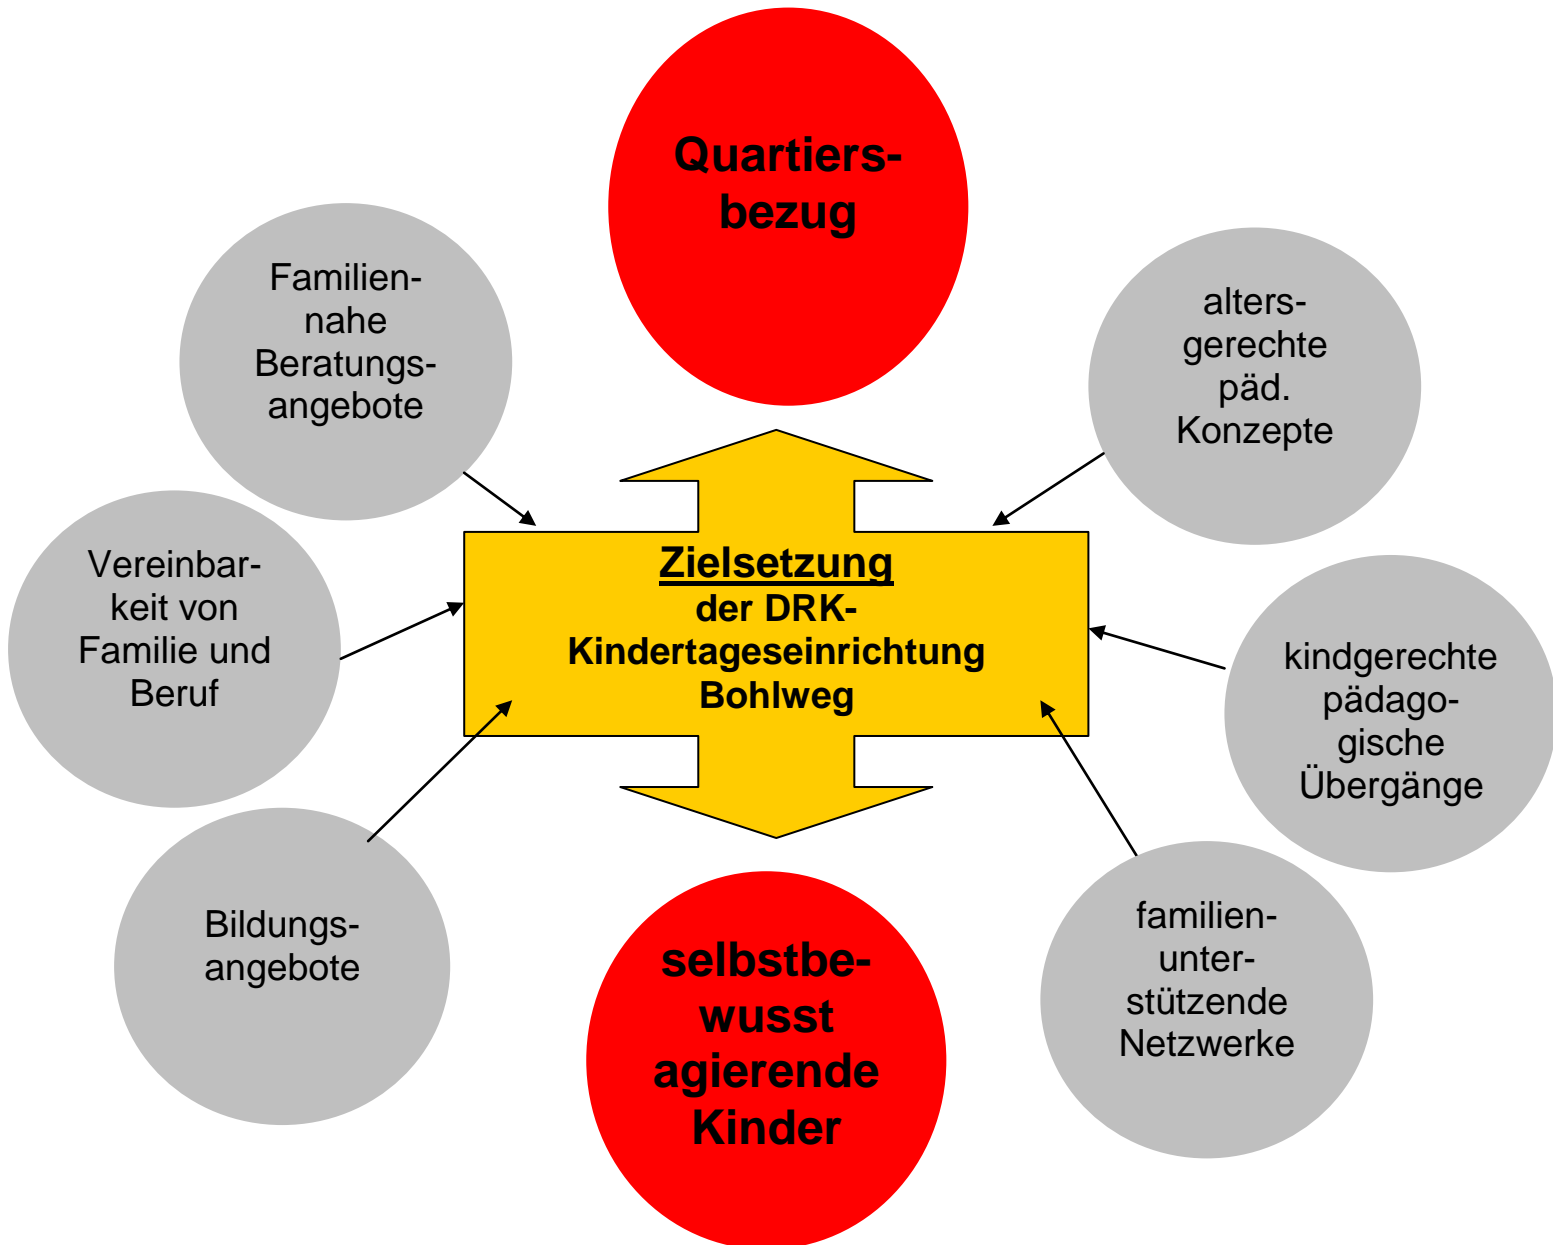 Quartiers-
bezug
Familien-
nahe
Beratungs-
angebote
alters-
gerechte
päd.
Konzepte
Vereinbar-
keit von
Familie und
Beruf
Zielsetzung
der DRK-
Kindertageseinrichtung
Bohlweg
kindgerechte
pädago-
gische
Übergänge
Bildungs-
angebote
selbstbe-
wusst
agierende
Kinder
familien-
unter-
stützende
Netzwerke